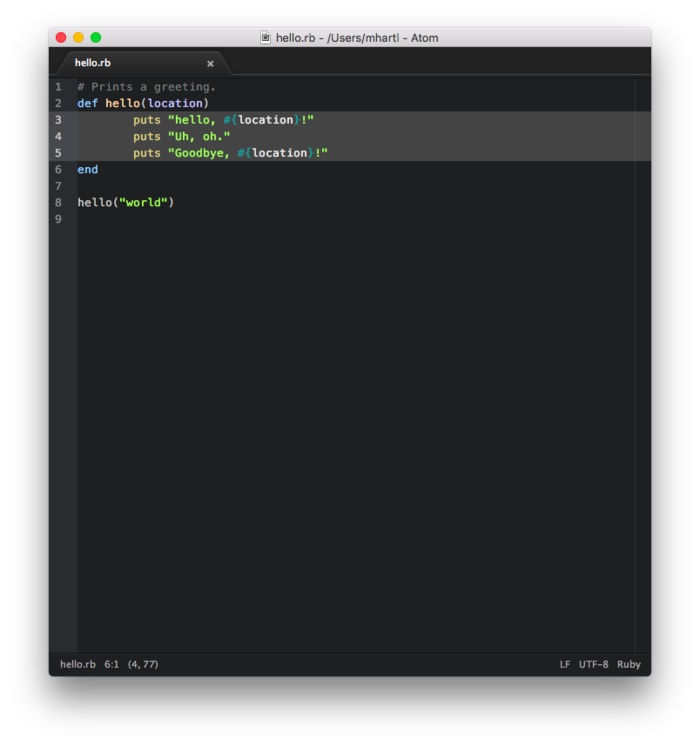 hello.rb - /Users/mhartl - Atom
hello.rb ×
1 # Prints a greeting.
2 def hello(location)
3         puts "hello, #{location}!"
4         puts "Uh, oh."
5         puts "Goodbye, #{location}!"
6 end
7
8 hello("world")
9
hello.rb 6:1 (4, 77) LF UTF-8 Ruby